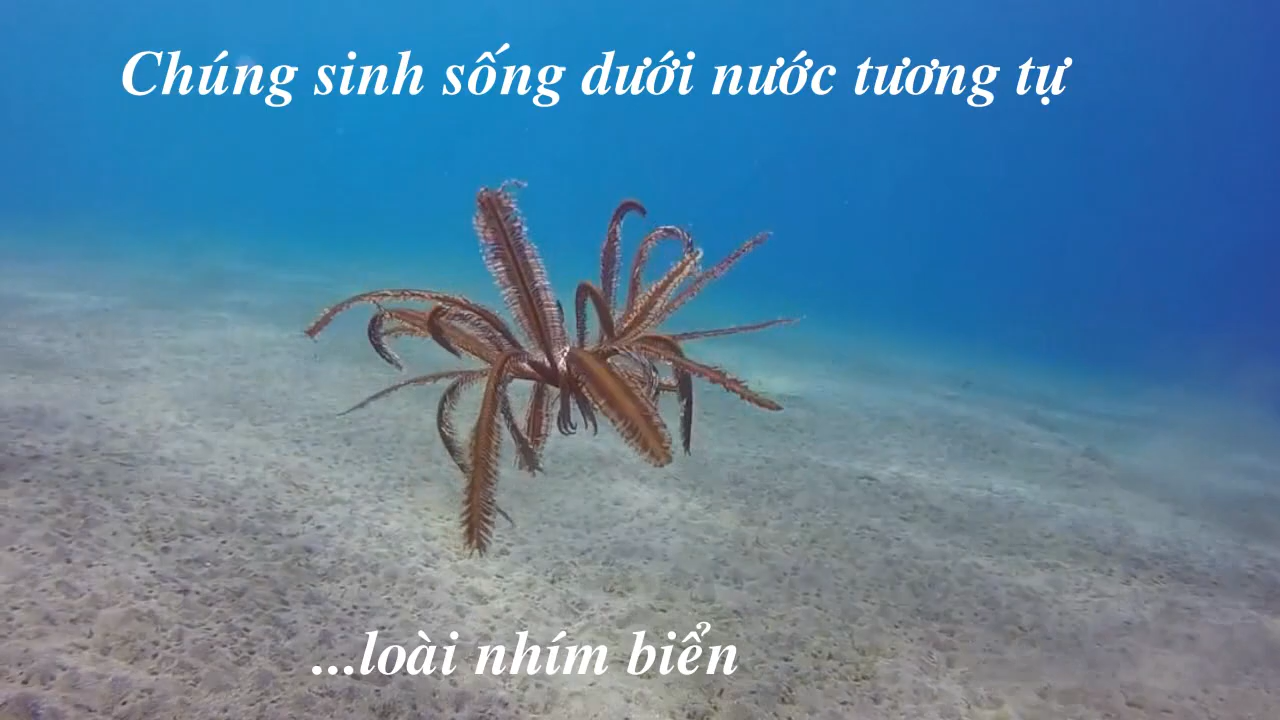 Chúng sinh sống dưới nước tương tự
...loài nhím biển